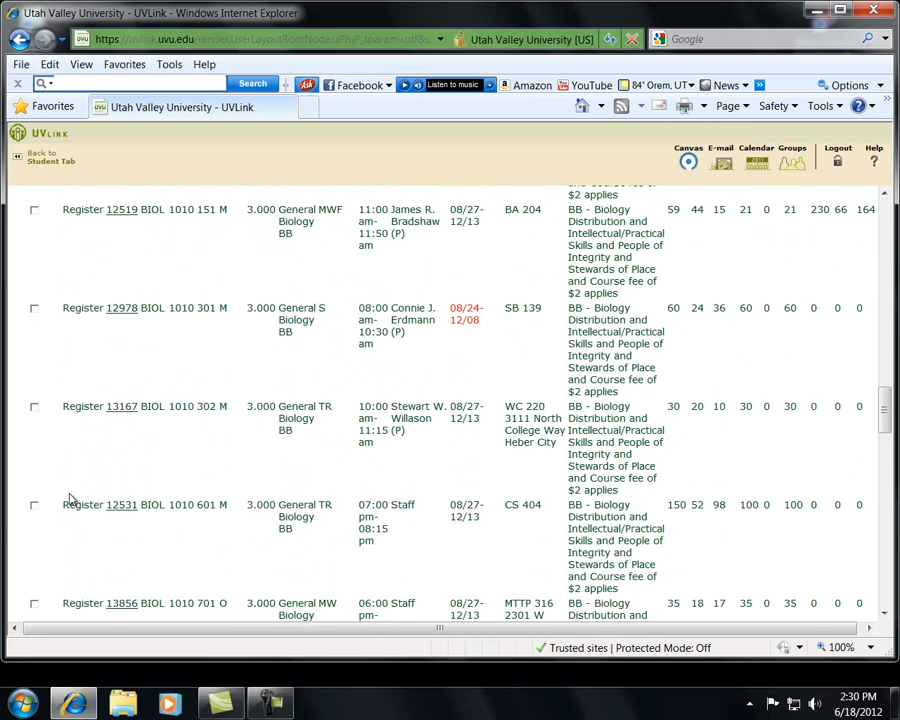 Utah Valley University - UVLink - Windows Internet Explorer
https://uvlink.uvu.edu/render.UserLayoutRootNode.uP?uP_tparam=utf&utf Utah Valley University [US] Google
File Edit View Favorites Tools Help
x Search Ask Facebook Listen to music Amazon YouTube 84° Orem, UT News » Options
Favorites UVU Utah Valley University - UVLink Page Safety Tools »
UVLINK
Back to
Student Tab
Canvas E-mail Calendar Groups Logout Help
and Course fee of
$2 applies
Register 12519 BIOL 1010 151 M 3.000 General MWF 11:00 James R. 08/27- BA 204 BB - Biology 59 44 15 21 0 21 230 66 164
Biology am- Bradshaw 12/13 Distribution and
BB 11:50 (P) Intellectual/Practical
am Skills and People of
Integrity and
Stewards of Place
and Course fee of
$2 applies
Register 12978 BIOL 1010 301 M 3.000 General S 08:00 Connie J. 08/24- SB 139 BB - Biology 60 24 36 60 0 60 0 0 0
Biology am- Erdmann 12/08 Distribution and
BB 10:30 (P) Intellectual/Practical
am Skills and People of
Integrity and
Stewards of Place
and Course fee of
$2 applies
Register 13167 BIOL 1010 302 M 3.000 General TR 10:00 Stewart W. 08/27- WC 220 BB - Biology 30 20 10 30 0 30 0 0 0
Biology am- Willason 12/13 3111 North Distribution and
BB 11:15 (P) College Way Intellectual/Practical
am Heber City Skills and People of
Integrity and
Stewards of Place
and Course fee of
$2 applies
Register 12531 BIOL 1010 601 M 3.000 General TR 07:00 Staff 08/27- CS 404 BB - Biology 150 52 98 100 0 100 0 0 0
Biology pm- 12/13 Distribution and
BB 08:15 Intellectual/Practical
pm Skills and People of
Integrity and
Stewards of Place
and Course fee of
$2 applies
Register 13856 BIOL 1010 701 O 3.000 General MW 06:00 Staff 08/27- MTTP 316 BB - Biology 35 18 17 35 0 35 0 0 0
Biology pm- 12/13 2301 W Distribution and
Trusted sites | Protected Mode: Off 100%
2:30 PM
6/18/2012